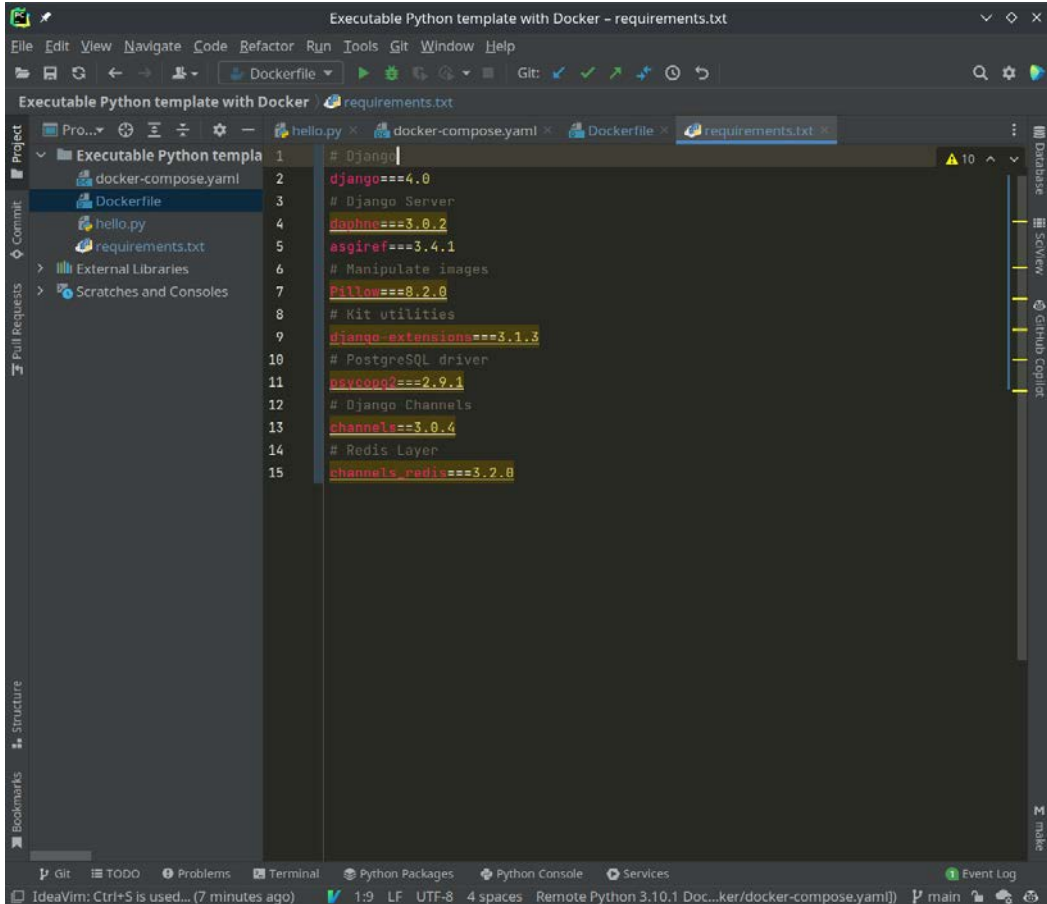 Executable Python template with Docker – requirements.txt
File Edit View Navigate Code Refactor Run Tools Git Window Help
Dockerfile Git:
Executable Python template with Docker requirements.txt
Pro... hello.py docker-compose.yaml Dockerfile requirements.txt
Executable Python templa
docker-compose.yaml
Dockerfile
hello.py
requirements.txt
External Libraries
Scratches and Consoles
1 # Django
2 django===4.0
3 # Django Server
4 daphne===3.0.2
5 asgiref===3.4.1
6 # Manipulate images
7 Pillow===8.2.0
8 # Kit utilities
9 django-extensions===3.1.3
10 # PostgreSQL driver
11 psycopg2===2.9.1
12 # Django Channels
13 channels==3.0.4
14 # Redis Layer
15 channels_redis===3.2.0
10
Project
Commit
Pull Requests
Structure
Bookmarks
Database
SciView
GitHub Copilot
M make
Git TODO Problems Terminal Python Packages Python Console Services 1 Event Log
IdeaVim: Ctrl+S is used... (7 minutes ago) 1:9 LF UTF-8 4 spaces Remote Python 3.10.1 Doc...ker/docker-compose.yaml]) main